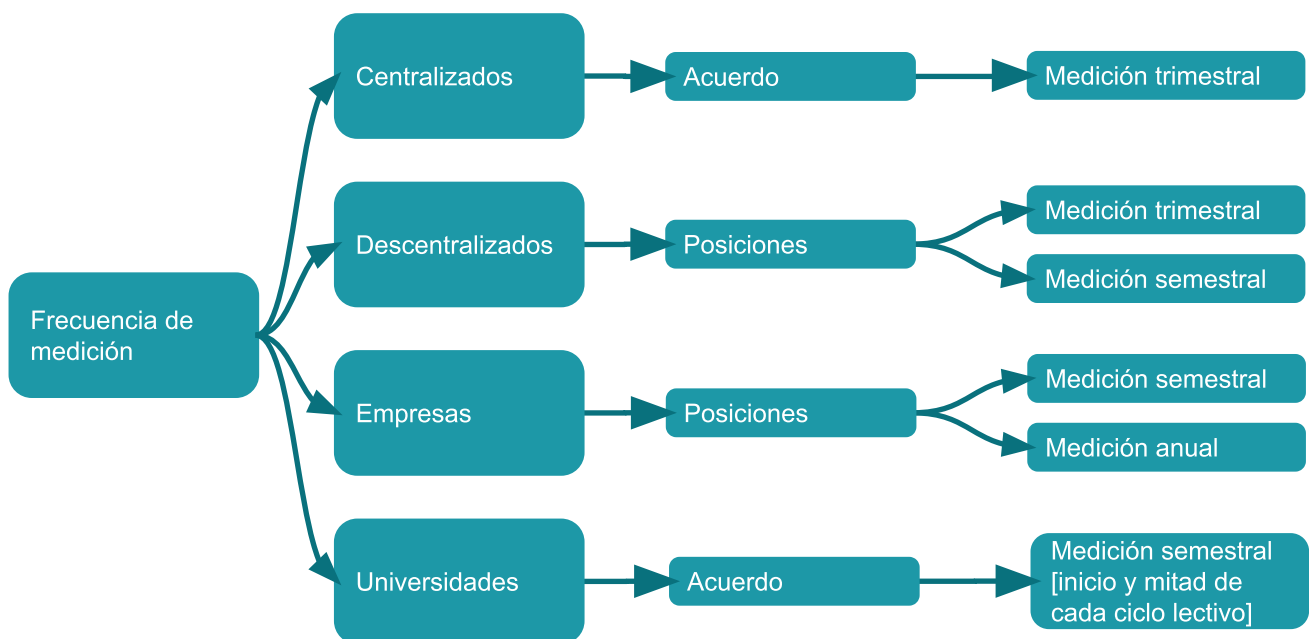 Frecuencia de
medición
Centralizados
Acuerdo
Medición trimestral
Descentralizados
Posiciones
Medición trimestral
Medición semestral
Empresas
Posiciones
Medición semestral
Medición anual
Universidades
Acuerdo
Medición semestral
[inicio y mitad de
cada ciclo lectivo]